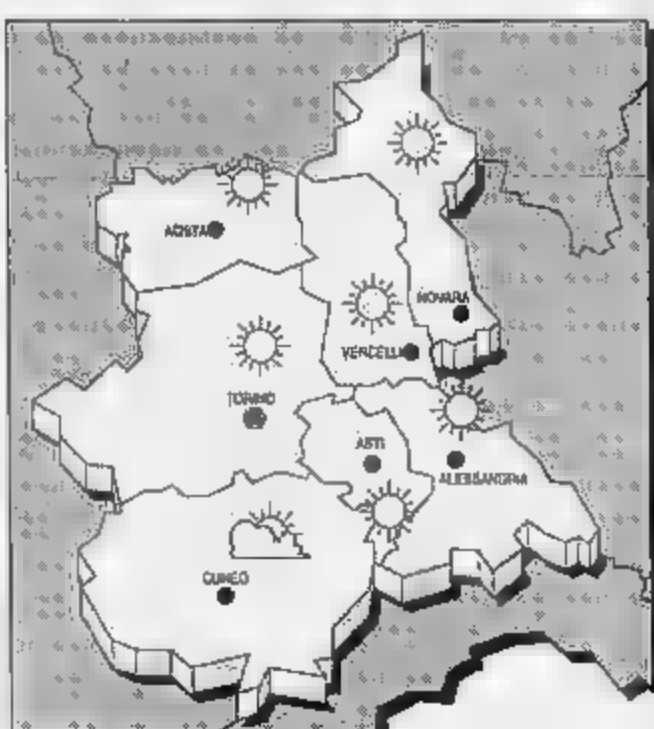 AOSTA
NOVARA
VERCELLI
TORINO
ASTI
ALESSANDRIA
CUNEO